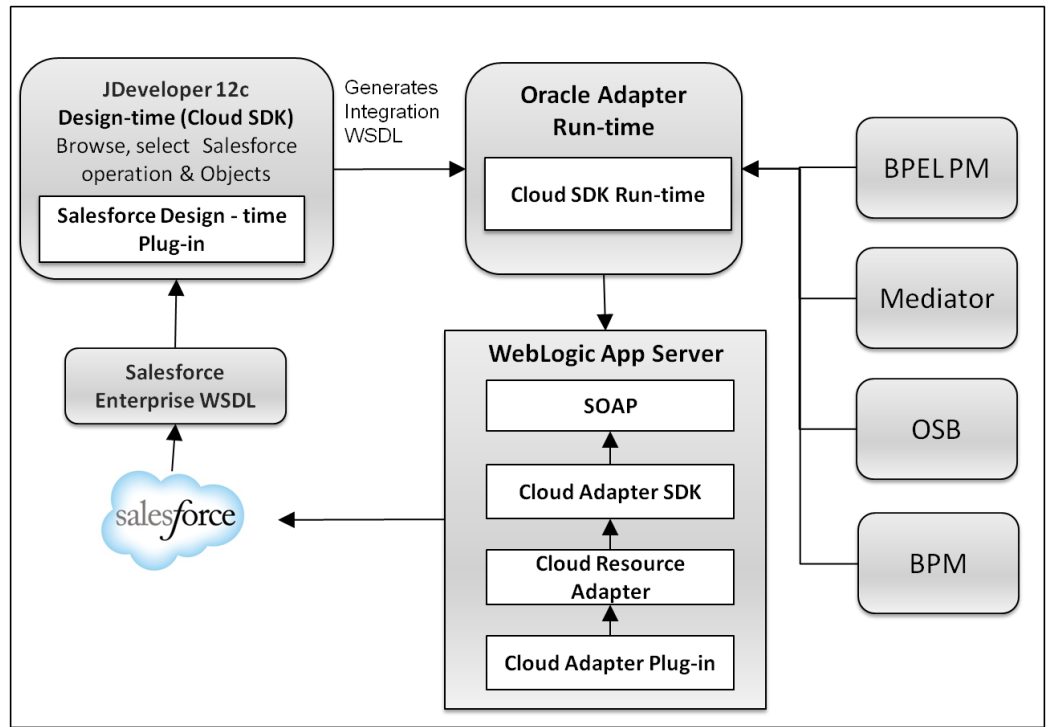 JDeveloper 12c
Design-time (Cloud SDK)
Browse, select Salesforce
operation & Objects
Salesforce Design - time
Plug-in
Generates
Integration
WSDL
Oracle Adapter
Run-time
Cloud SDK Run-time
BPEL PM
Mediator
OSB
BPM
Salesforce
Enterprise WSDL
salesforce
WebLogic App Server
SOAP
Cloud Adapter SDK
Cloud Resource
Adapter
Cloud Adapter Plug-in